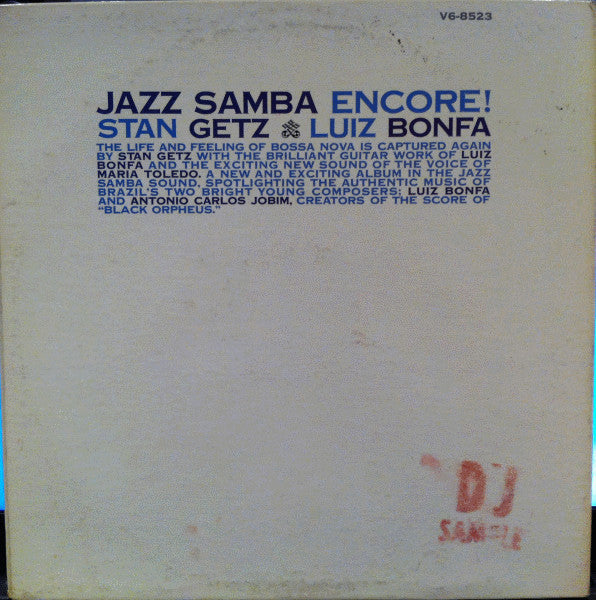 V6-8523
JAZZ SAMBA ENCORE!
STAN GETZ LUIZ BONFA
THE LIFE AND FEELING OF BOSSA NOVA IS CAPTURED AGAIN
BY STAN GETZ WITH THE BRILLIANT GUITAR WORK OF LUIZ
BONFA AND THE EXCITING NEW SOUND OF THE VOICE OF
MARIA TOLEDO. A NEW AND EXCITING ALBUM IN THE JAZZ
SAMBA SOUND, SPOTLIGHTING THE AUTHENTIC MUSIC OF
BRAZIL'S TWO BRIGHT YOUNG COMPOSERS: LUIZ BONFA
AND ANTONIO CARLOS JOBIM, CREATORS OF THE SCORE OF
"BLACK ORPHEUS."
DJ
SAMPLE